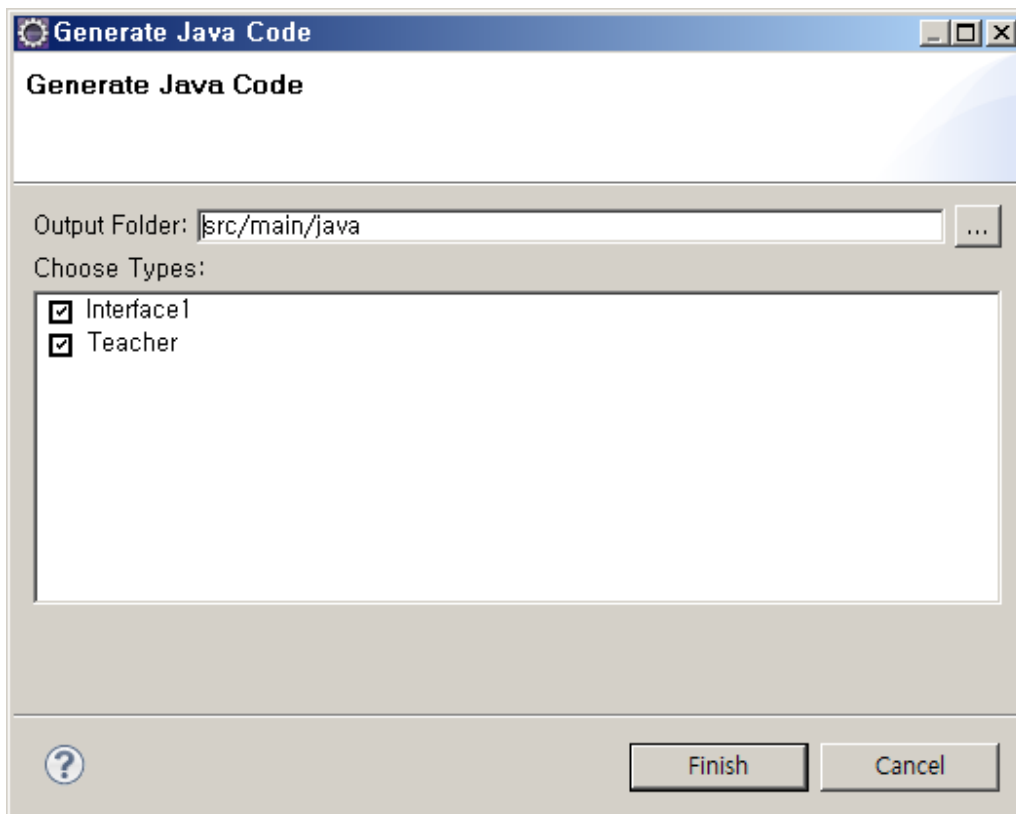 Generate Java Code
Generate Java Code
Output Folder: src/main/java ...
Choose Types:
Interface1
Teacher
? Finish Cancel